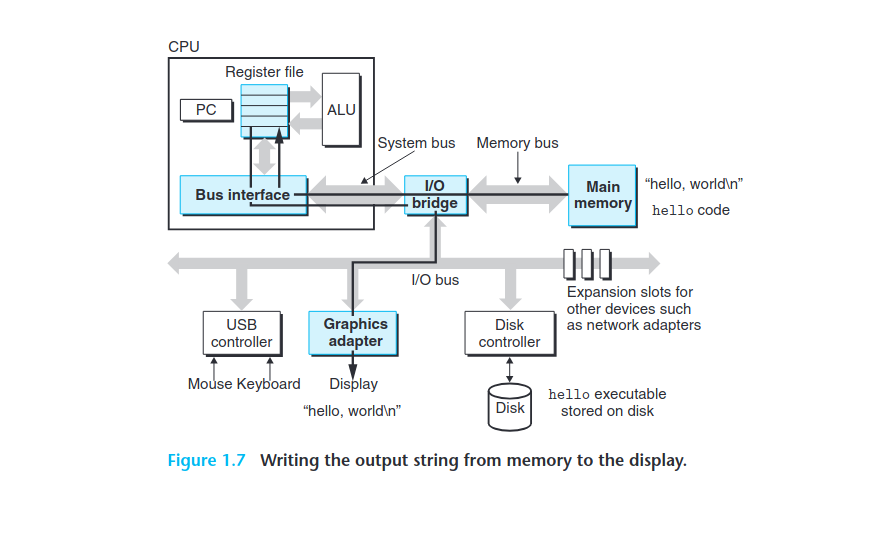 CPU
Register file
PC
ALU
System bus
Memory bus
Bus interface
I/O
bridge
Main
memory
“hello, world\n”
hello code
I/O bus
Expansion slots for
other devices such
as network adapters
USB
controller
Graphics
adapter
Disk
controller
Mouse Keyboard
Display
“hello, world\n”
Disk
hello executable
stored on disk
Figure 1.7 Writing the output string from memory to the display.